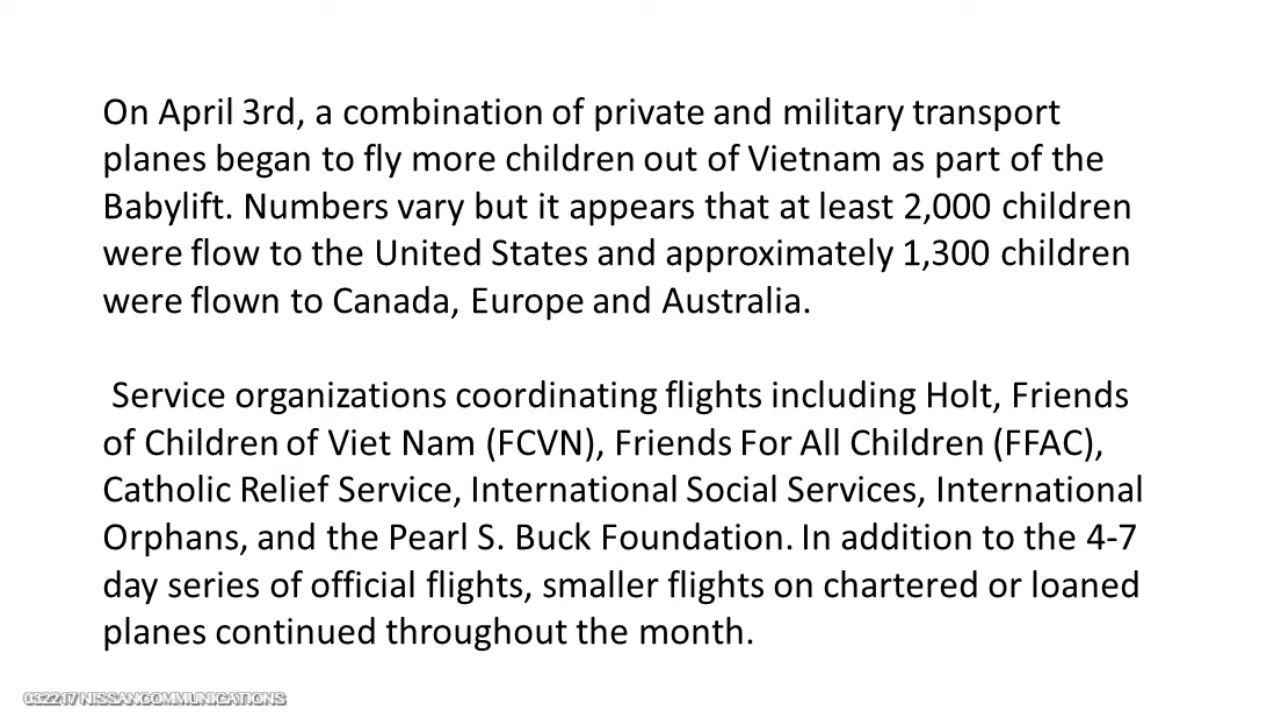 On April 3rd, a combination of private and military transport
planes began to fly more children out of Vietnam as part of the
Babylift. Numbers vary but it appears that at least 2,000 children
were flow to the United States and approximately 1,300 children
were flown to Canada, Europe and Australia.
Service organizations coordinating flights including Holt, Friends
of Children of Viet Nam (FCVN), Friends For All Children (FFAC),
Catholic Relief Service, International Social Services, International
Orphans, and the Pearl S. Buck Foundation. In addition to the 4-7
day series of official flights, smaller flights on chartered or loaned
planes continued throughout the month.
032217 NISSANCOMMUNICATIONS